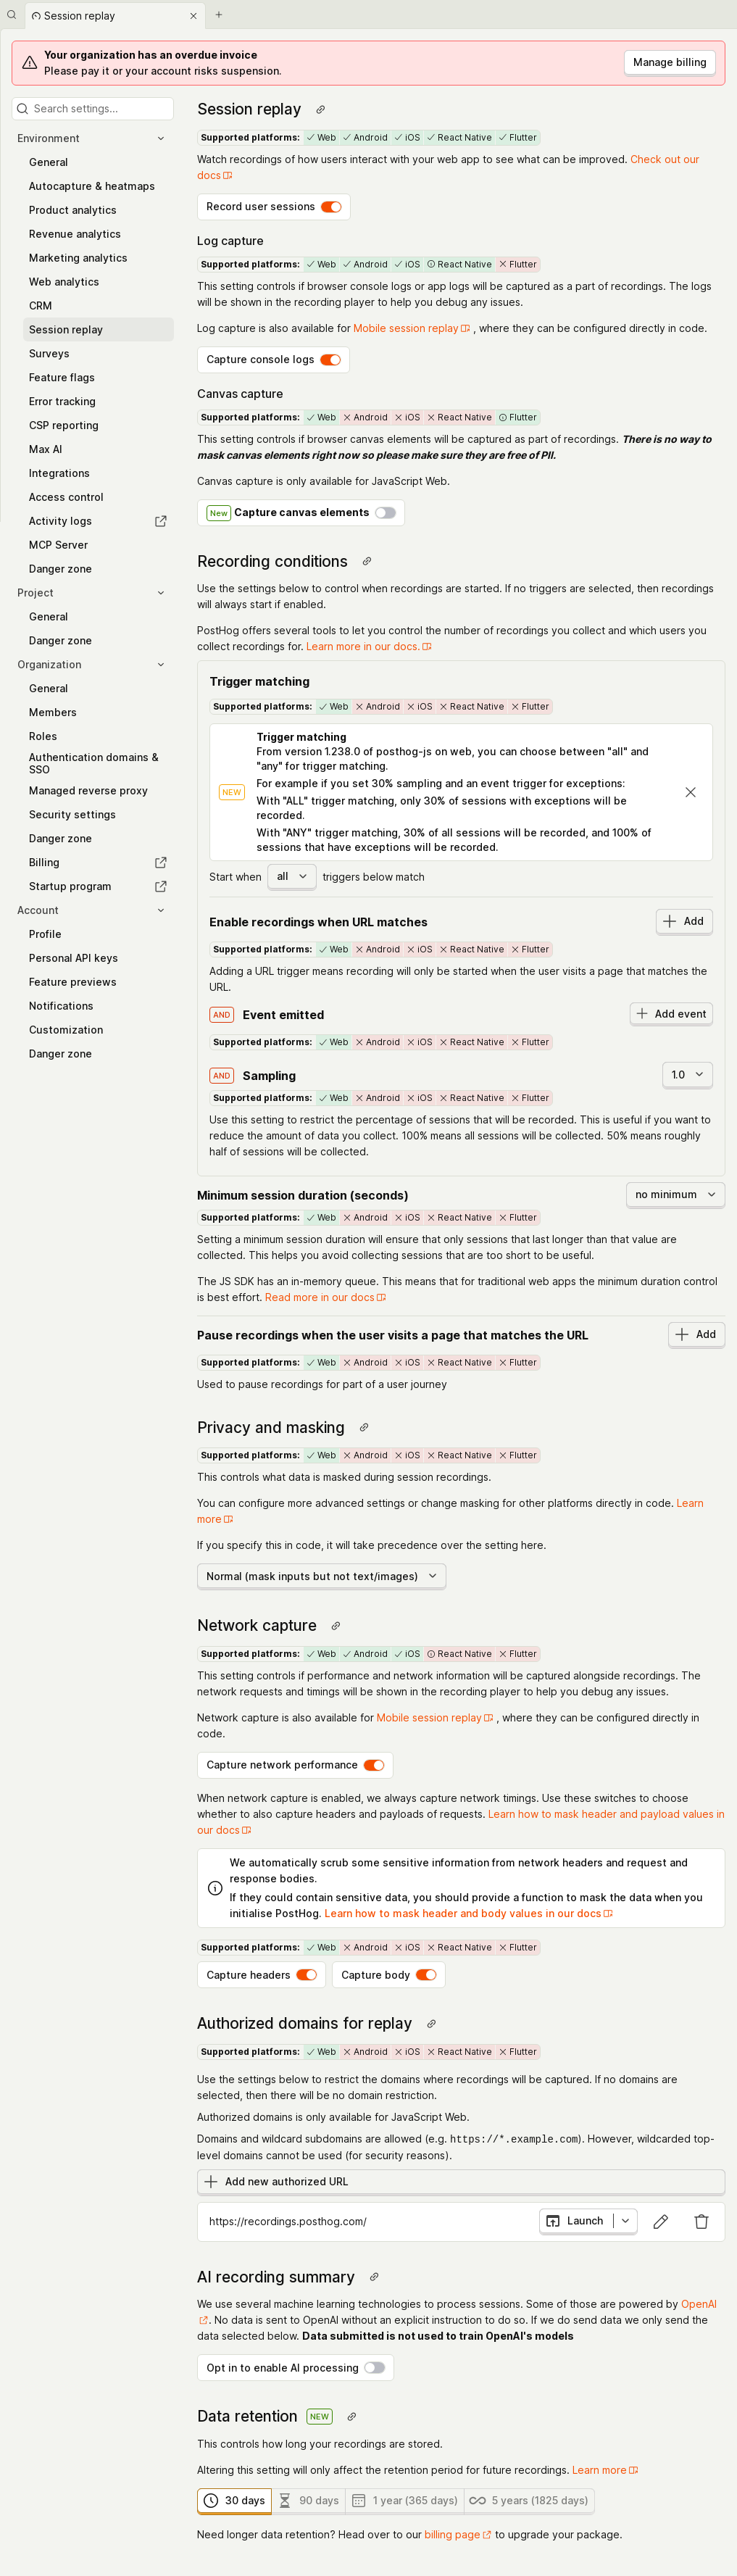 Session replay
Your organization has an overdue invoice
Please pay it or your account risks suspension.
Manage billing
Search settings...
Environment
General
Autocapture & heatmaps
Product analytics
Revenue analytics
Marketing analytics
Web analytics
CRM
Session replay
Surveys
Feature flags
Error tracking
CSP reporting
Max AI
Integrations
Access control
Activity logs
MCP Server
Danger zone
Project
General
Danger zone
Organization
General
Members
Roles
Authentication domains &
SSO
Managed reverse proxy
Security settings
Danger zone
Billing
Startup program
Account
Profile
Personal API keys
Feature previews
Notifications
Customization
Danger zone
Session replay
Supported platforms: Web Android iOS React Native Flutter
Watch recordings of how users interact with your web app to see what can be improved. Check out our
docs
Record user sessions
Log capture
Supported platforms: Web Android iOS React Native Flutter
This setting controls if browser console logs or app logs will be captured as a part of recordings. The logs
will be shown in the recording player to help you debug any issues.
Log capture is also available for Mobile session replay , where they can be configured directly in code.
Capture console logs
Canvas capture
Supported platforms: Web Android iOS React Native Flutter
This setting controls if browser canvas elements will be captured as part of recordings. There is no way to
mask canvas elements right now so please make sure they are free of PII.
Canvas capture is only available for JavaScript Web.
New Capture canvas elements
Recording conditions
Use the settings below to control when recordings are started. If no triggers are selected, then recordings
will always start if enabled.
PostHog offers several tools to let you control the number of recordings you collect and which users you
collect recordings for. Learn more in our docs.
Trigger matching
Supported platforms: Web Android iOS React Native Flutter
NEW
Trigger matching
From version 1.238.0 of posthog-js on web, you can choose between "all" and
"any" for trigger matching.
For example if you set 30% sampling and an event trigger for exceptions:
With "ALL" trigger matching, only 30% of sessions with exceptions will be
recorded.
With "ANY" trigger matching, 30% of all sessions will be recorded, and 100% of
sessions that have exceptions will be recorded.
Start when all triggers below match
Enable recordings when URL matches
Add
Supported platforms: Web Android iOS React Native Flutter
Adding a URL trigger means recording will only be started when the user visits a page that matches the
URL.
AND Event emitted
Add event
Supported platforms: Web Android iOS React Native Flutter
AND Sampling
1.0
Supported platforms: Web Android iOS React Native Flutter
Use this setting to restrict the percentage of sessions that will be recorded. This is useful if you want to
reduce the amount of data you collect. 100% means all sessions will be collected. 50% means roughly
half of sessions will be collected.
Minimum session duration (seconds)
no minimum
Supported platforms: Web Android iOS React Native Flutter
Setting a minimum session duration will ensure that only sessions that last longer than that value are
collected. This helps you avoid collecting sessions that are too short to be useful.
The JS SDK has an in-memory queue. This means that for traditional web apps the minimum duration control
is best effort. Read more in our docs
Pause recordings when the user visits a page that matches the URL
Add
Supported platforms: Web Android iOS React Native Flutter
Used to pause recordings for part of a user journey
Privacy and masking
Supported platforms: Web Android iOS React Native Flutter
This controls what data is masked during session recordings.
You can configure more advanced settings or change masking for other platforms directly in code. Learn
more
If you specify this in code, it will take precedence over the setting here.
Normal (mask inputs but not text/images)
Network capture
Supported platforms: Web Android iOS React Native Flutter
This setting controls if performance and network information will be captured alongside recordings. The
network requests and timings will be shown in the recording player to help you debug any issues.
Network capture is also available for Mobile session replay , where they can be configured directly in
code.
Capture network performance
When network capture is enabled, we always capture network timings. Use these switches to choose
whether to also capture headers and payloads of requests. Learn how to mask header and payload values in
our docs
We automatically scrub some sensitive information from network headers and request and
response bodies.
If they could contain sensitive data, you should provide a function to mask the data when you
initialise PostHog. Learn how to mask header and body values in our docs
Supported platforms: Web Android iOS React Native Flutter
Capture headers
Capture body
Authorized domains for replay
Supported platforms: Web Android iOS React Native Flutter
Use the settings below to restrict the domains where recordings will be captured. If no domains are
selected, then there will be no domain restriction.
Authorized domains is only available for JavaScript Web.
Domains and wildcard subdomains are allowed (e.g. https://*.example.com). However, wildcarded top-
level domains cannot be used (for security reasons).
Add new authorized URL
https://recordings.posthog.com/
Launch
AI recording summary
We use several machine learning technologies to process sessions. Some of those are powered by OpenAI
. No data is sent to OpenAI without an explicit instruction to do so. If we do send data we only send the
data selected below. Data submitted is not used to train OpenAI's models
Opt in to enable AI processing
Data retention NEW
This controls how long your recordings are stored.
Altering this setting will only affect the retention period for future recordings. Learn more
30 days
90 days
1 year (365 days)
5 years (1825 days)
Need longer data retention? Head over to our billing page to upgrade your package.